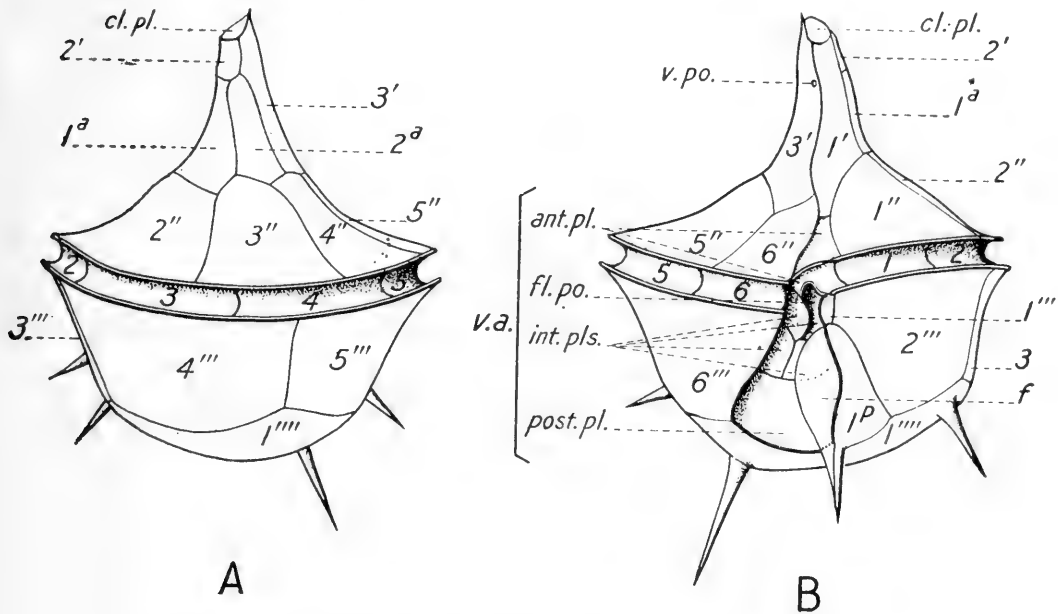 cl. pl.
2'
3'
1ᵃ
2ᵃ
5"
2"
3"
4"
2
3
4
5
3'''
4'''
5'''
1''''
A
cl. pl.
2'
v. po.
1ᵃ
3'
1'
2"
ant. pl.
1"
5"
6"
5
6
1
2
fl. po.
v.a.
int. pls.
1'''
2'''
3
6'''
f
post. pl.
1ᵖ
1''''
B